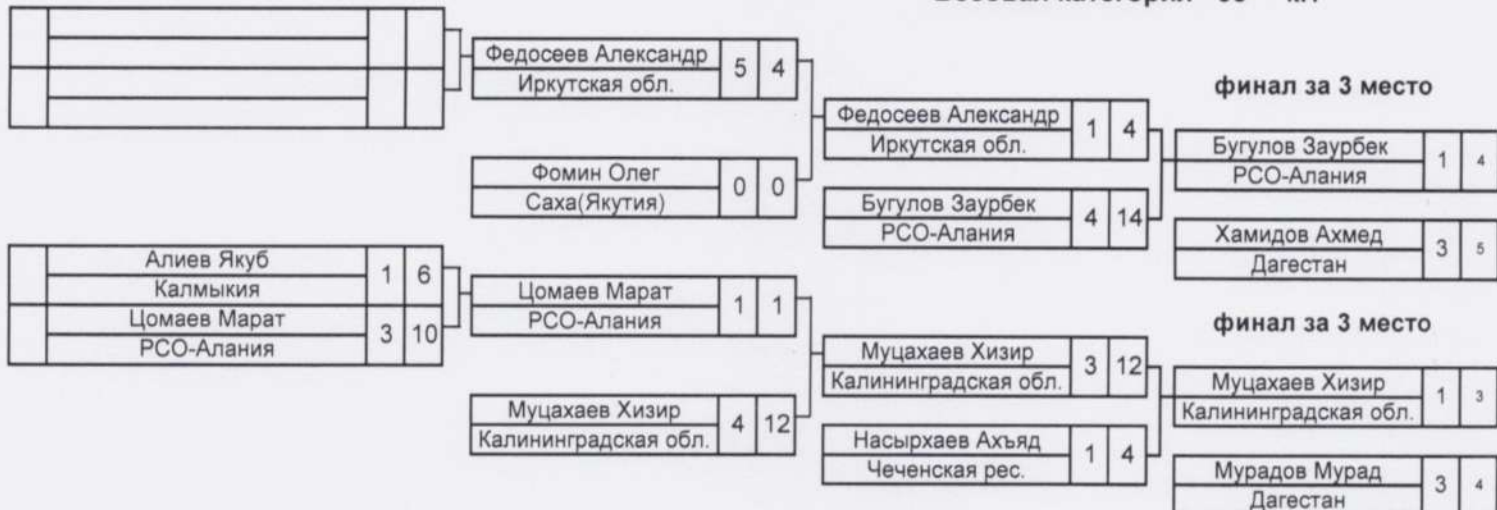 Федосеев Александр 5 4
Иркутская обл.
Фомин Олег 0 0
Саха(Якутия)
Алиев Якуб 1 6
Калмыкия
Цомаев Марат 3 10
РСО-Алания
Цомаев Марат 1 1
РСО-Алания
Муцахаев Хизир 4 12
Калининградская обл.
Федосеев Александр 1 4
Иркутская обл.
Бугулов Заурбек 4 14
РСО-Алания
Муцахаев Хизир 3 12
Калининградская обл.
Насырхаев Ахъяд 1 4
Чеченская рес.
финал за 3 место
Бугулов Заурбек 1 4
РСО-Алания
Хамидов Ахмед 3 5
Дагестан
финал за 3 место
Муцахаев Хизир 1 3
Калининградская обл.
Мурадов Мурад 3 4
Дагестан